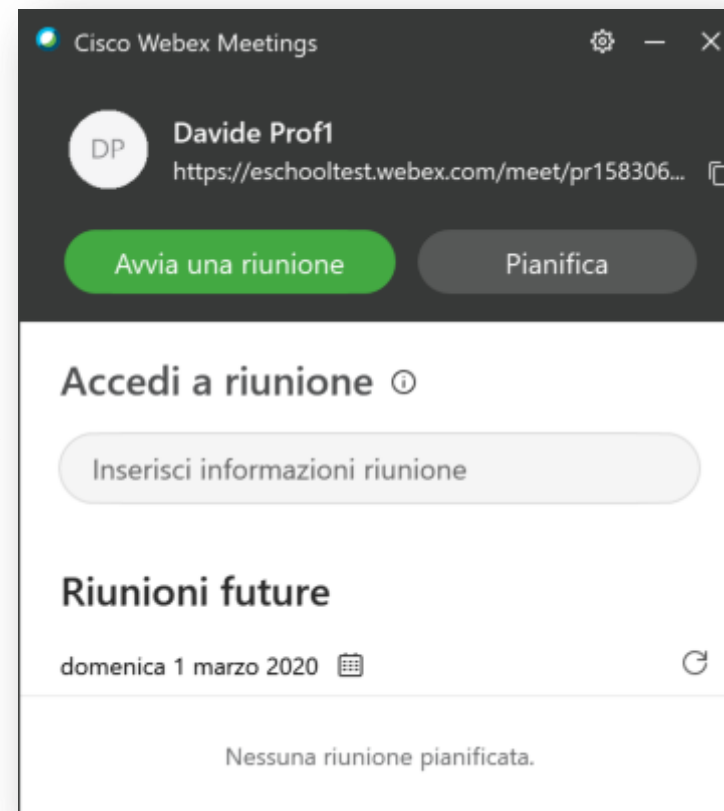 Cisco Webex Meetings
DP
Davide Prof1
https://eschooltest.webex.com/meet/pr158306...
Avvia una riunione
Pianifica
Accedi a riunione
Inserisci informazioni riunione
Riunioni future
domenica 1 marzo 2020
Nessuna riunione pianificata.